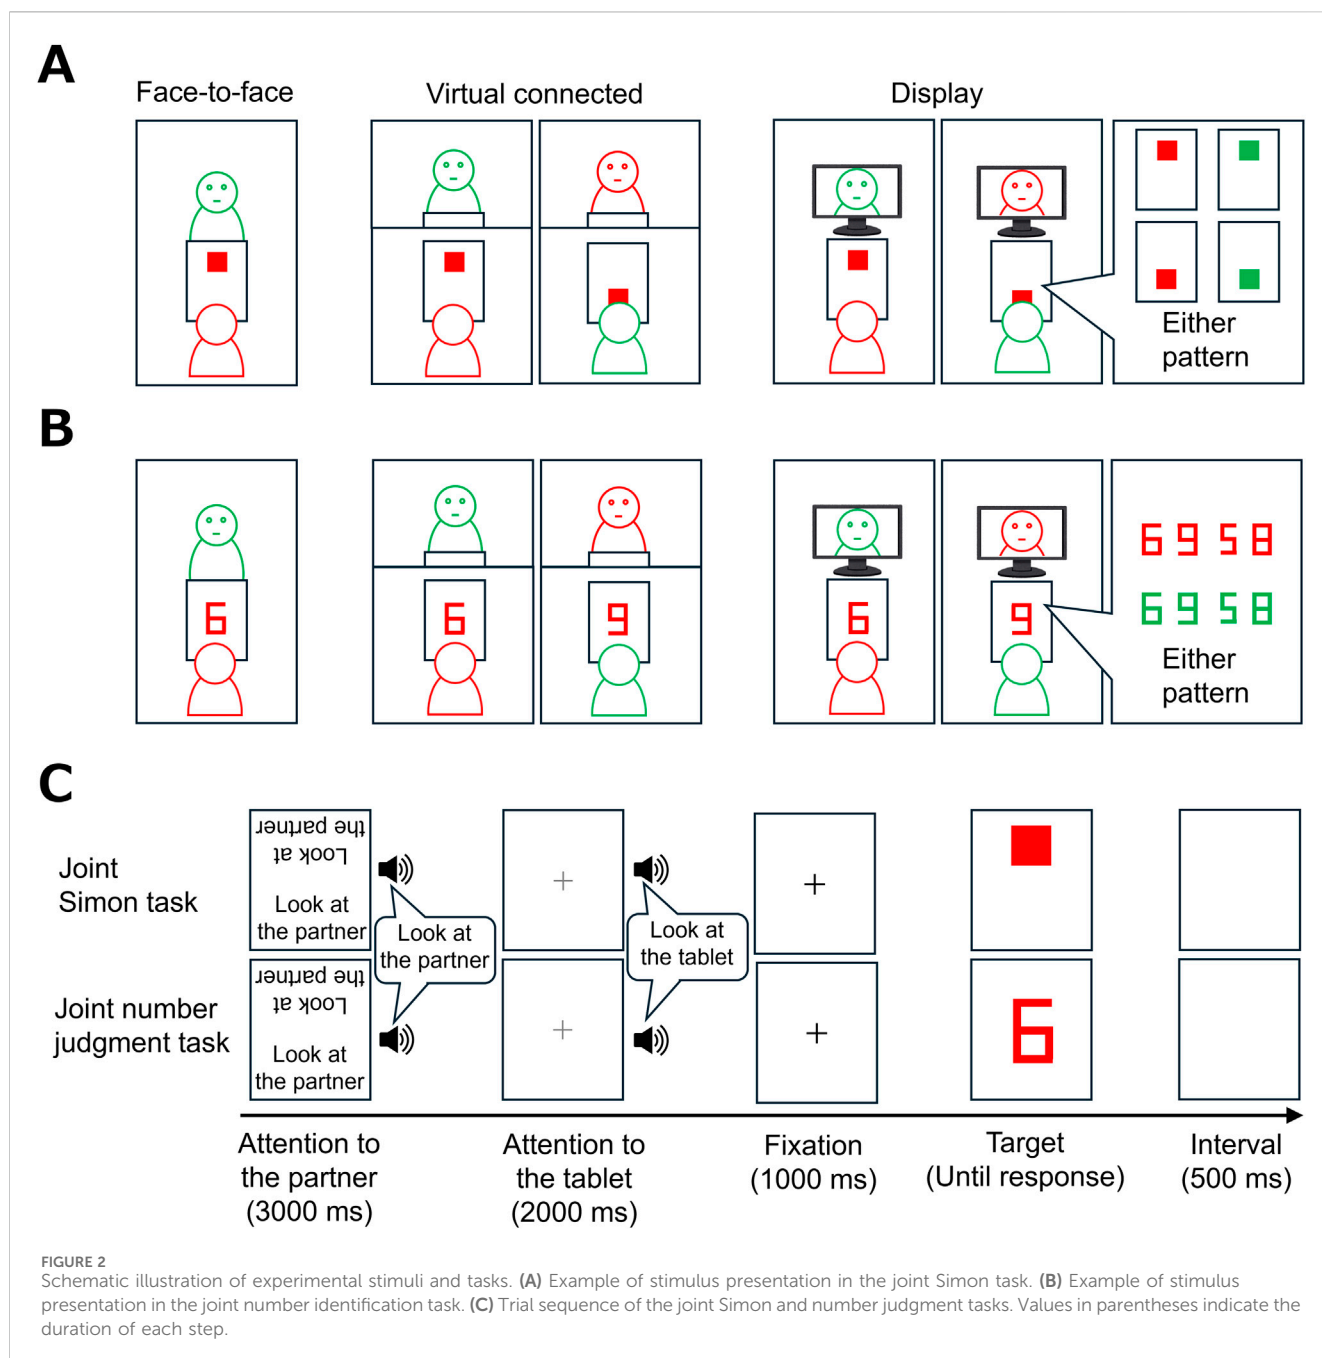 A
Face-to-face
Virtual connected
Display
Either
pattern
B
6
6
9
6
9
6 9 5 8
6 9 5 8
Either
pattern
C
Joint
Simon task
Look at
the partner
Look at
the partner
Look at
the partner
Look at
the tablet
Joint number
judgment task
Look at
the partner
Look at
the partner
6
Attention to
the partner
(3000 ms)
Attention to
the tablet
(2000 ms)
Fixation
(1000 ms)
Target
(Until response)
Interval
(500 ms)
FIGURE 2
Schematic illustration of experimental stimuli and tasks. (A) Example of stimulus presentation in the joint Simon task. (B) Example of stimulus
presentation in the joint number identification task. (C) Trial sequence of the joint Simon and number judgment tasks. Values in parentheses indicate the
duration of each step.